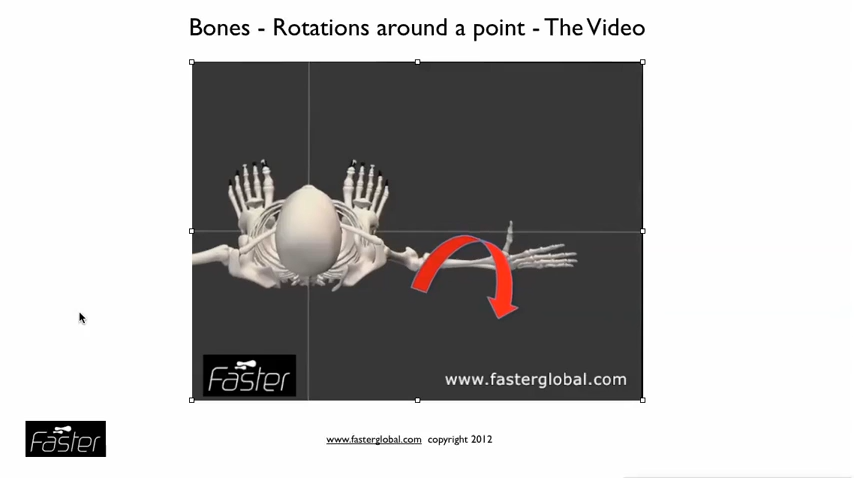 Bones - Rotations around a point - The Video
Faster
www.fasterglobal.com
Faster
www.fasterglobal.com copyright 2012